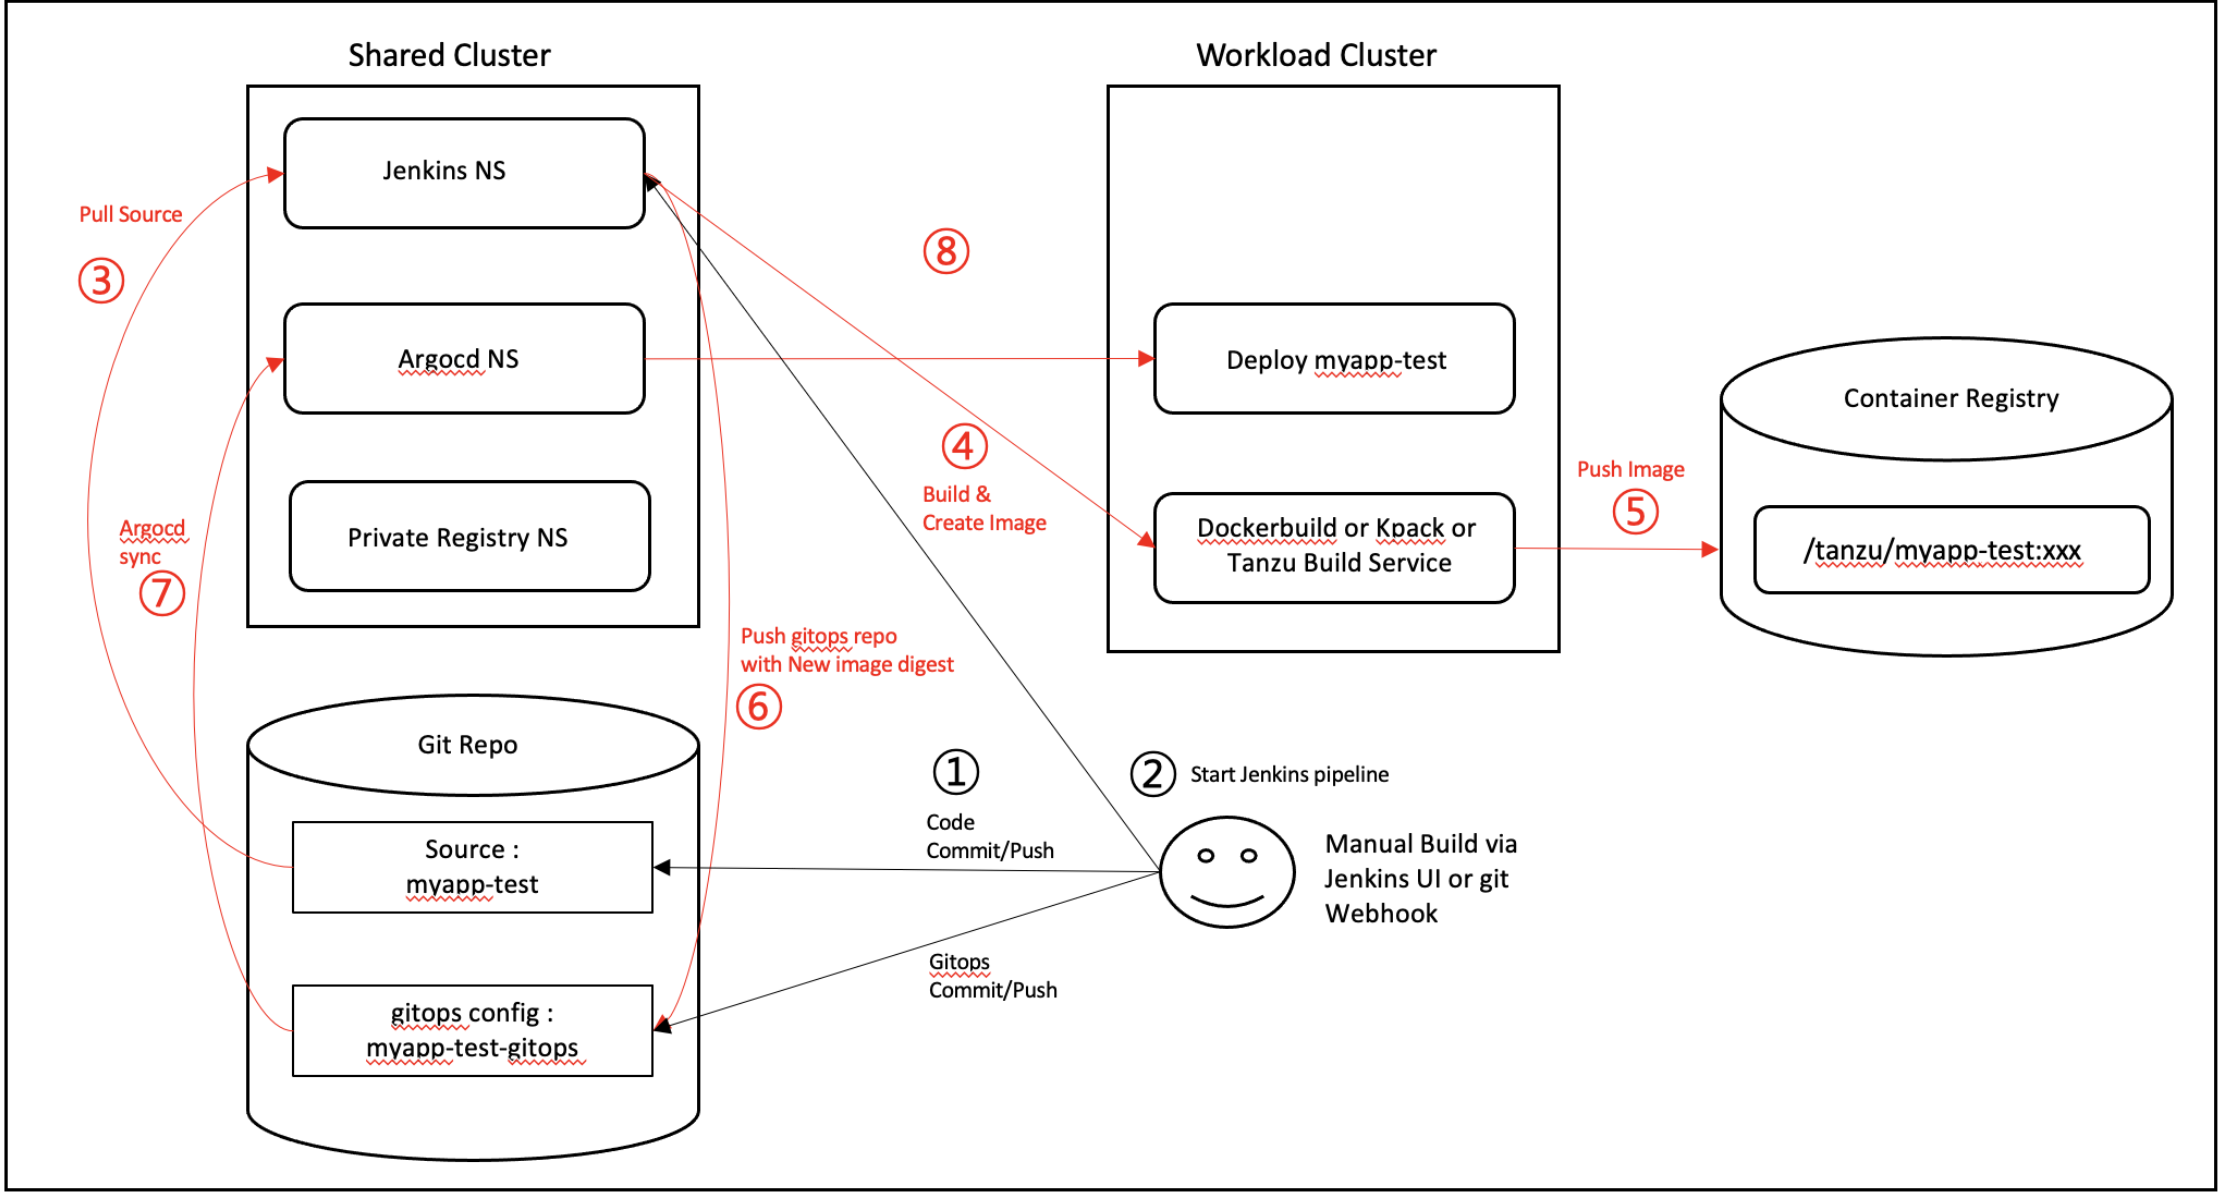 Shared Cluster
Workload Cluster
Jenkins NS
Pull Source
③
⑧
Argocd NS
Deploy myapp-test
Container Registry
④
Build &
Create Image
Push Image
⑤
Argocd
sync
⑦
Private Registry NS
Dockerbuild or Kpack or
Tanzu Build Service
/tanzu/myapp-test:xxx
Push gitops repo
with New image digest
⑥
Git Repo
①
Code
Commit/Push
②
Start Jenkins pipeline
Source :
myapp-test
Manual Build via
Jenkins UI or git
Webhook
Gitops
Commit/Push
gitops config :
myapp-test-gitops